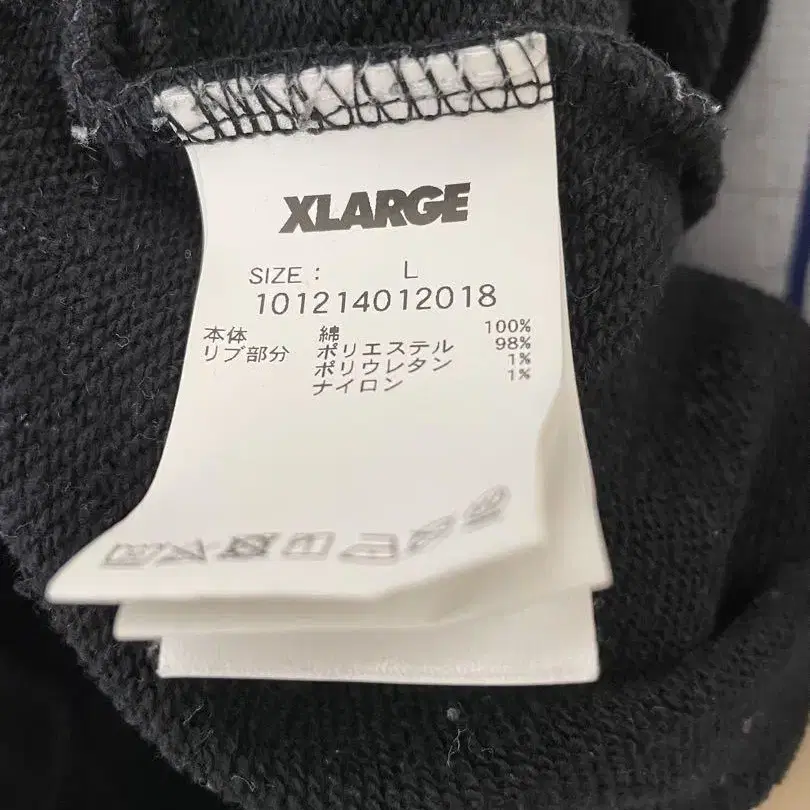 XLARGE
SIZE : L
101214012018
本体 綿 100%
リブ部分 ポリエステル 98%
ポリウレタン 1%
ナイロン 1%